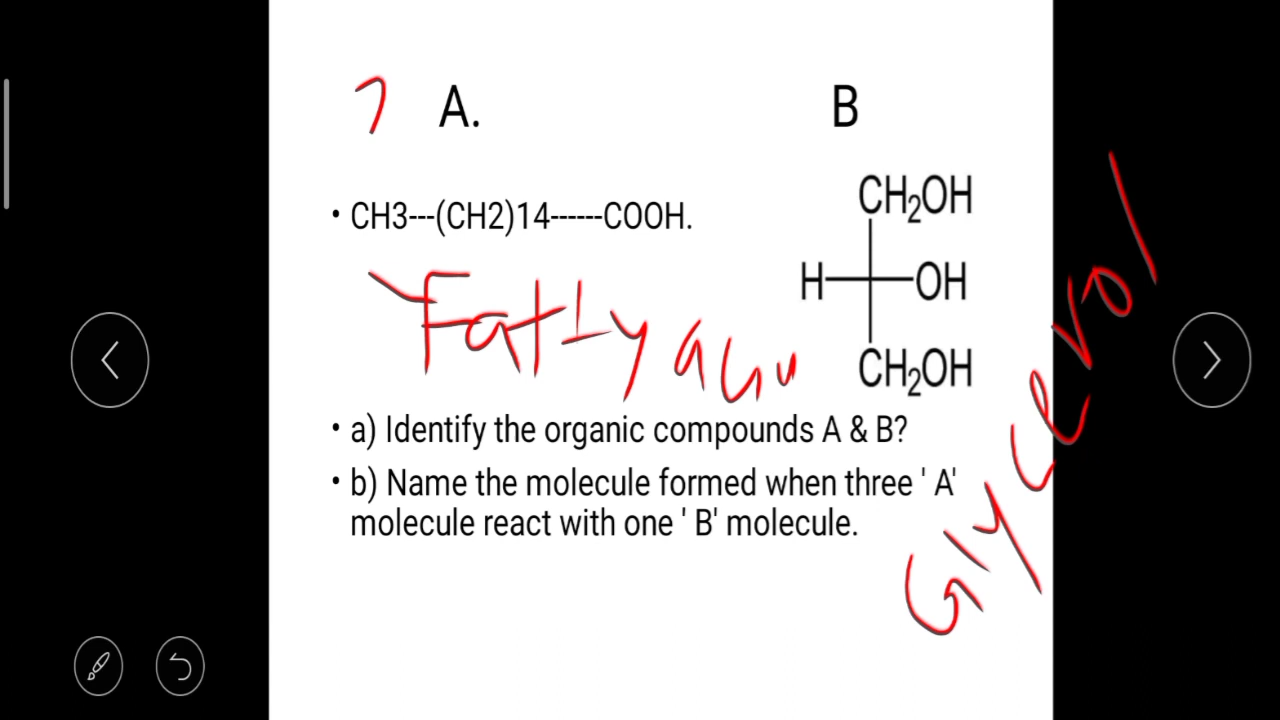 7 A. B
• CH3---(CH2)14------COOH.
CH₂OH
H OH
CH₂OH
Fatty
Glycerol
• a) Identify the organic compounds A & B?
• b) Name the molecule formed when three ' A'
molecule react with one ' B' molecule.